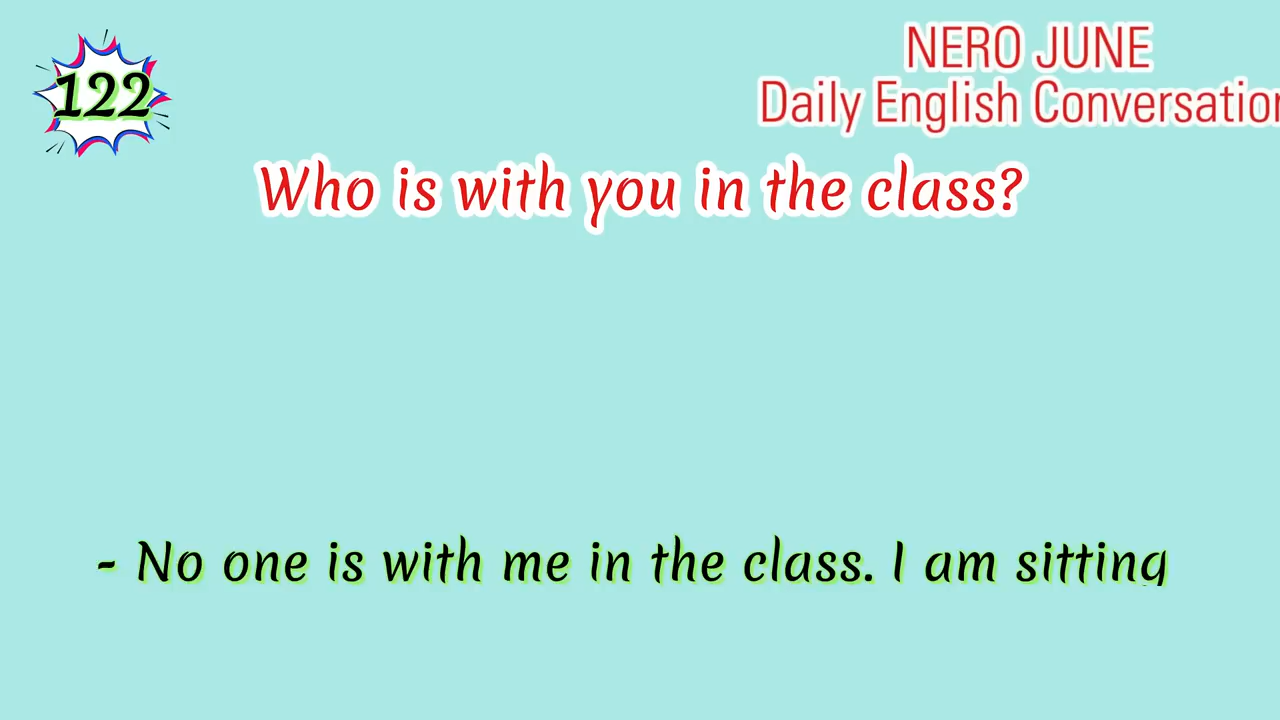 122
NERO JUNE
Daily English Conversation
Who is with you in the class?
- No one is with me in the class. I am sitting